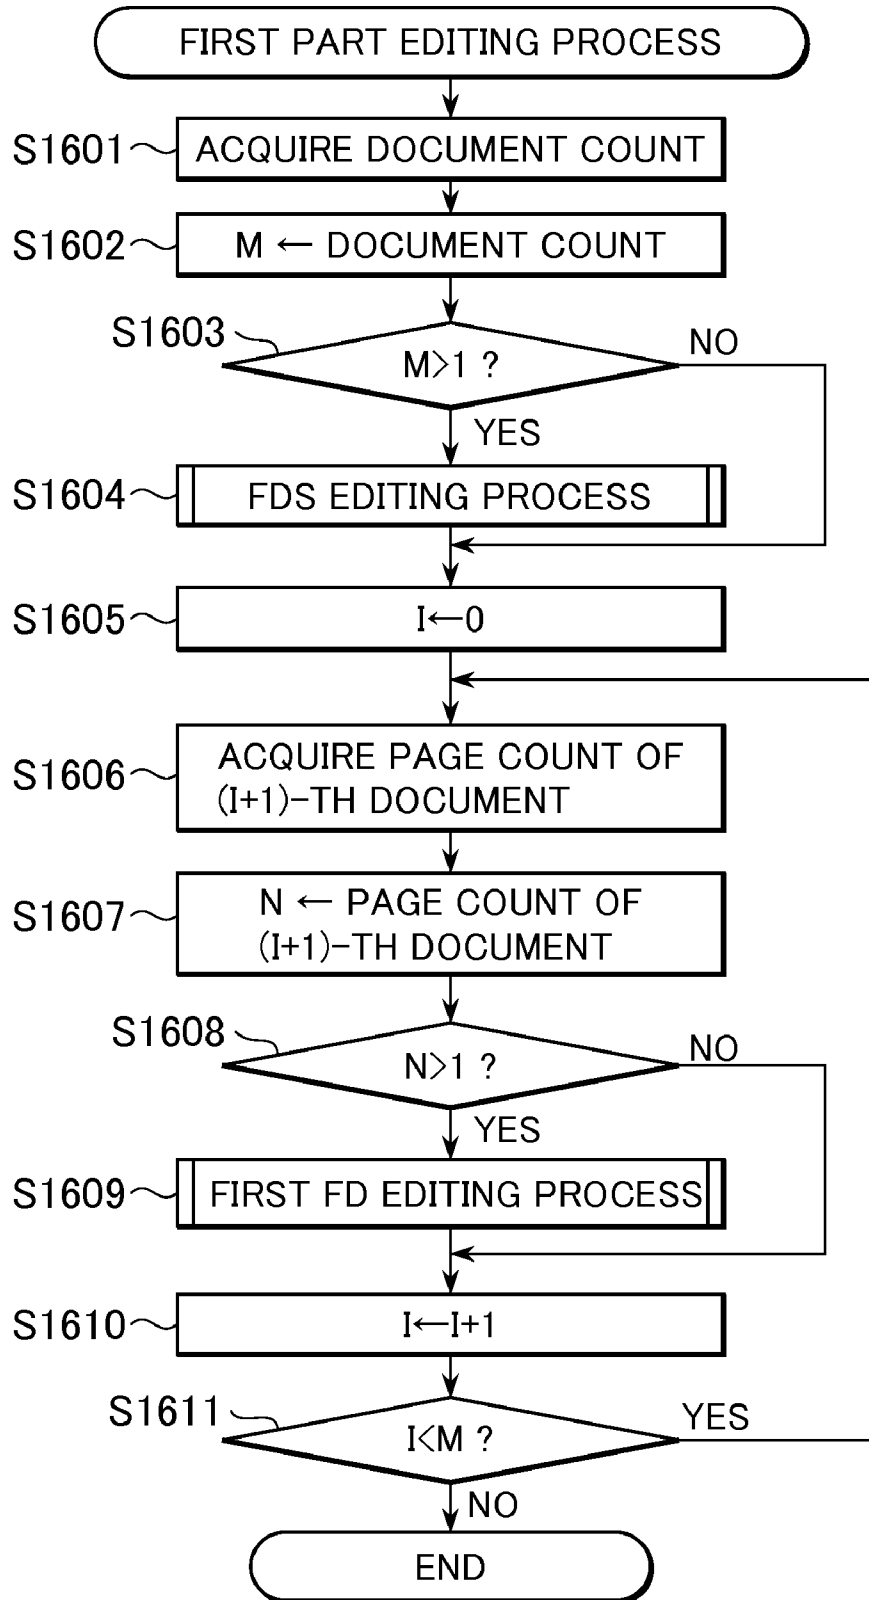 FIRST PART EDITING PROCESS
S1601
ACQUIRE DOCUMENT COUNT
S1602
M ← DOCUMENT COUNT
S1603
M>1 ?
NO
YES
S1604
FDS EDITING PROCESS
S1605
I←0
S1606
ACQUIRE PAGE COUNT OF
(I+1)-TH DOCUMENT
S1607
N ← PAGE COUNT OF
(I+1)-TH DOCUMENT
S1608
N>1 ?
NO
YES
S1609
FIRST FD EDITING PROCESS
S1610
I←I+1
S1611
I<M ?
YES
NO
END